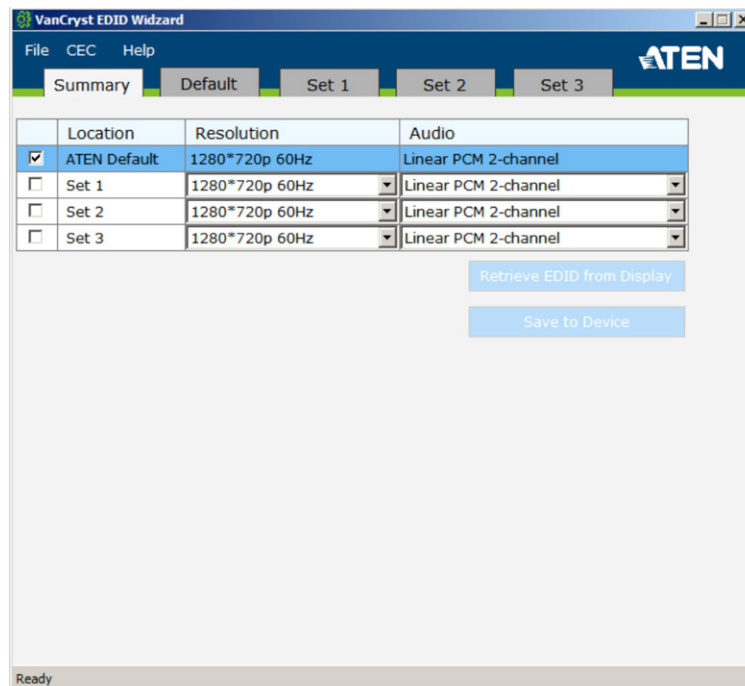 VanCryst EDID Widzard
File CEC Help
ATEN
Summary Default Set 1 Set 2 Set 3
Location Resolution Audio
ATEN Default 1280*720p 60Hz Linear PCM 2-channel
Set 1 1280*720p 60Hz Linear PCM 2-channel
Set 2 1280*720p 60Hz Linear PCM 2-channel
Set 3 1280*720p 60Hz Linear PCM 2-channel
Retrieve EDID from Display
Save to Device
Ready